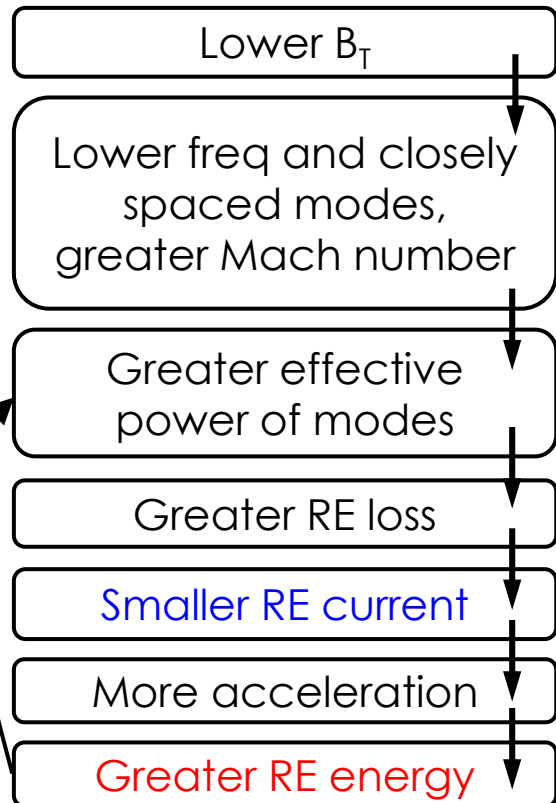 Lower B_T
Lower freq and closely
spaced modes,
greater Mach number
Greater effective
power of modes
Greater RE loss
Smaller RE current
More acceleration
Greater RE energy